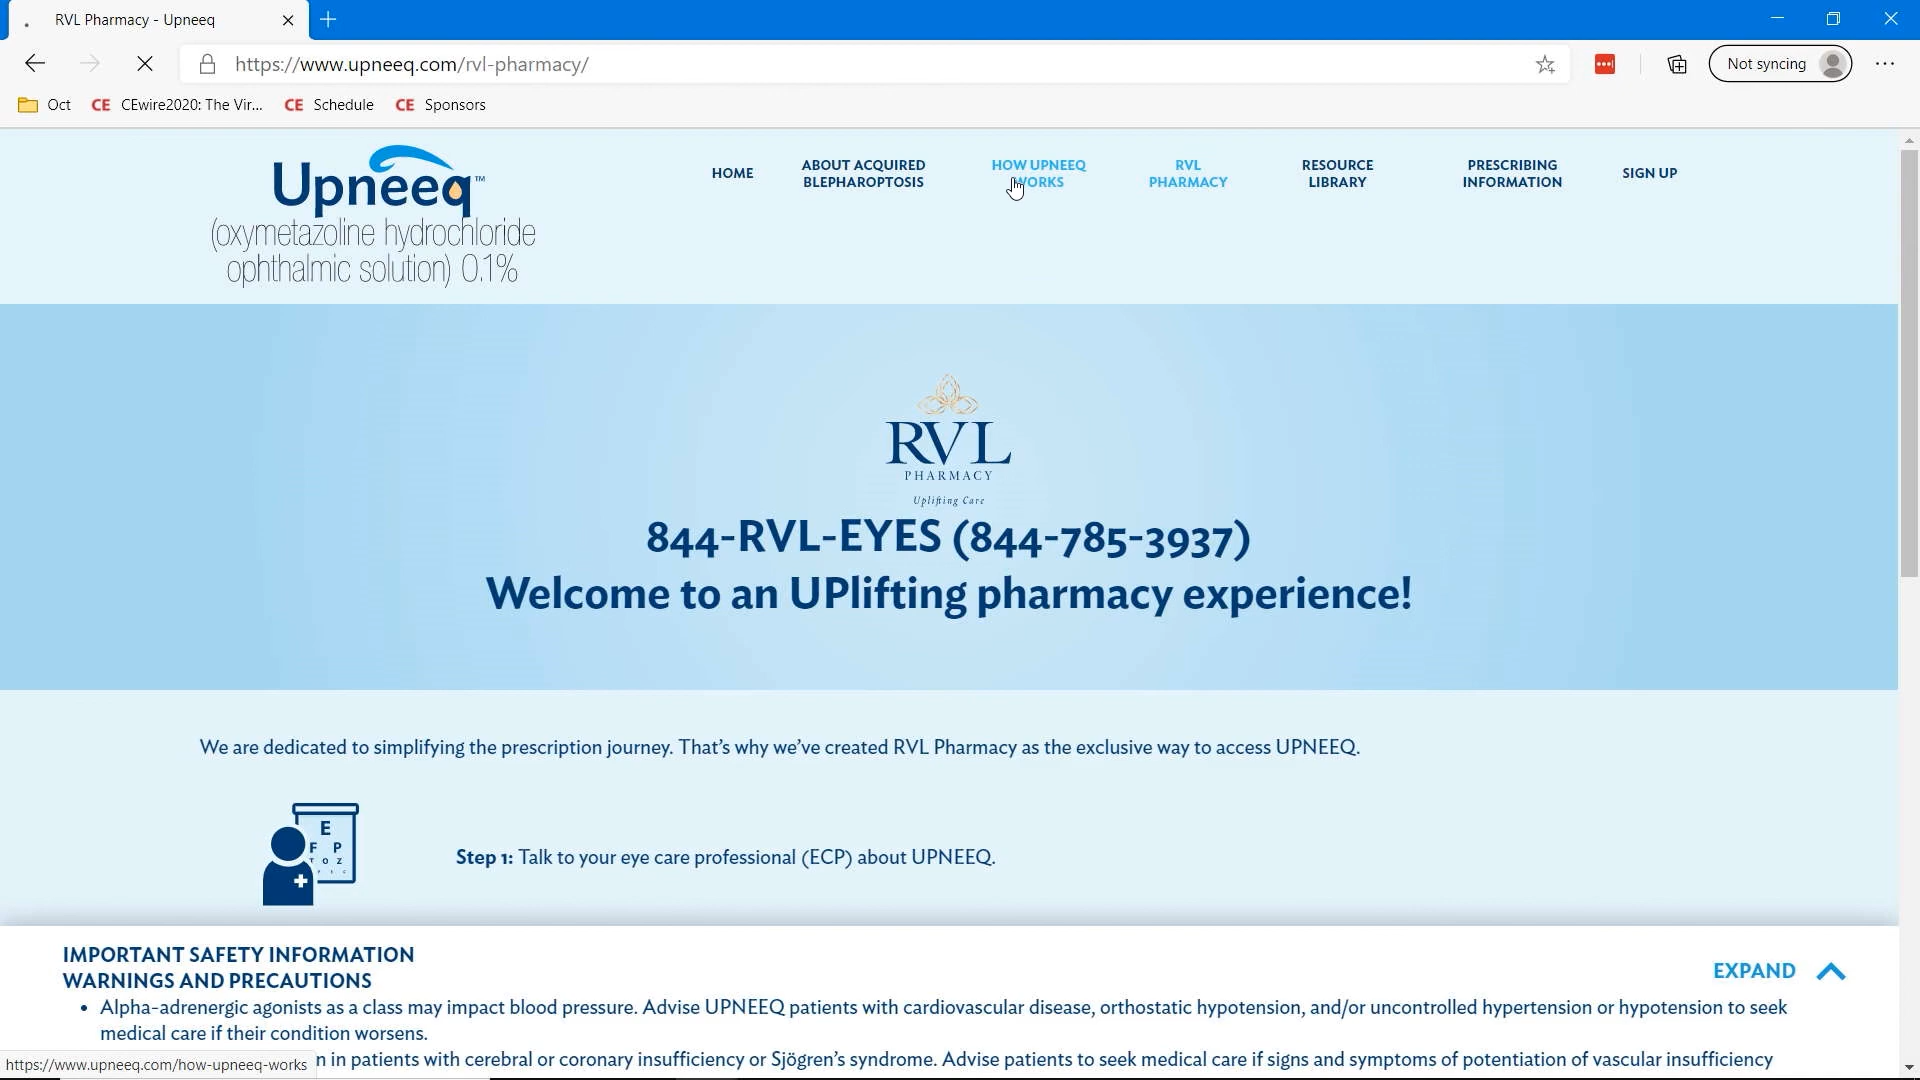 RVL Pharmacy - Upneeq
https://www.upneeq.com/rvl-pharmacy/
Not syncing
Oct
CE CEwire2020: The Vir...
CE Schedule
CE Sponsors
Upneeq™
(oxymetazoline hydrochloride
ophthalmic solution) 0.1%
HOME
ABOUT ACQUIRED
BLEPHAROPTOSIS
HOW UPNEEQ
WORKS
RVL
PHARMACY
RESOURCE
LIBRARY
PRESCRIBING
INFORMATION
SIGN UP
RVL
PHARMACY
Uplifting Care
844-RVL-EYES (844-785-3937)
Welcome to an UPlifting pharmacy experience!
We are dedicated to simplifying the prescription journey. That’s why we’ve created RVL Pharmacy as the exclusive way to access UPNEEQ.
E
F P
T O Z
Step 1: Talk to your eye care professional (ECP) about UPNEEQ.
IMPORTANT SAFETY INFORMATION
WARNINGS AND PRECAUTIONS
EXPAND
• Alpha-adrenergic agonists as a class may impact blood pressure. Advise UPNEEQ patients with cardiovascular disease, orthostatic hypotension, and/or uncontrolled hypertension or hypotension to seek
medical care if their condition worsens.
n in patients with cerebral or coronary insufficiency or Sjögren’s syndrome. Advise patients to seek medical care if signs and symptoms of potentiation of vascular insufficiency
https://www.upneeq.com/how-upneeq-works